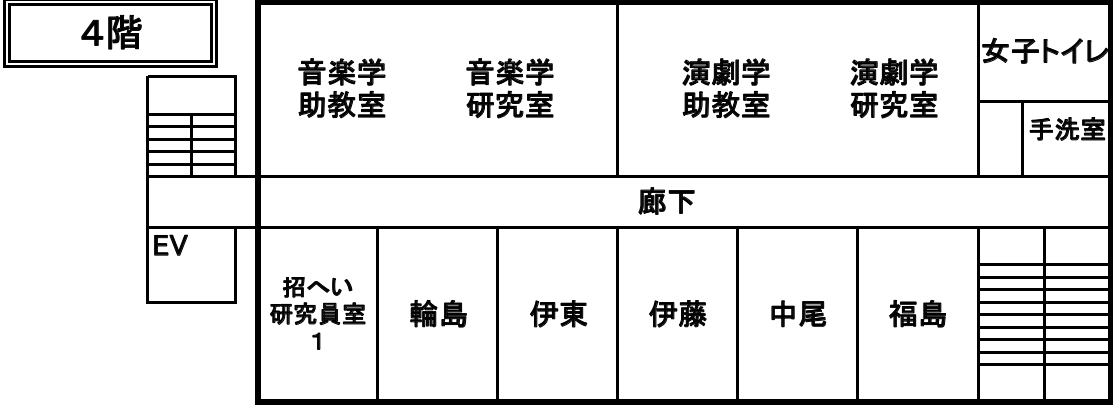 ４階
音楽学
助教室
音楽学
研究室
演劇学
助教室
演劇学
研究室
女子トイレ
手洗室
廊下
EV
招へい
研究員室
1
輪島
伊東
伊藤
中尾
福島